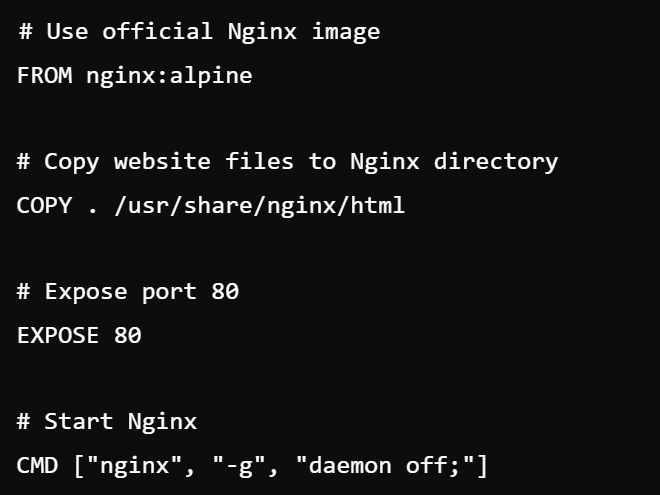 # Use official Nginx image
FROM nginx:alpine
# Copy website files to Nginx directory
COPY . /usr/share/nginx/html
# Expose port 80
EXPOSE 80
# Start Nginx
CMD ["nginx", "-g", "daemon off;"]